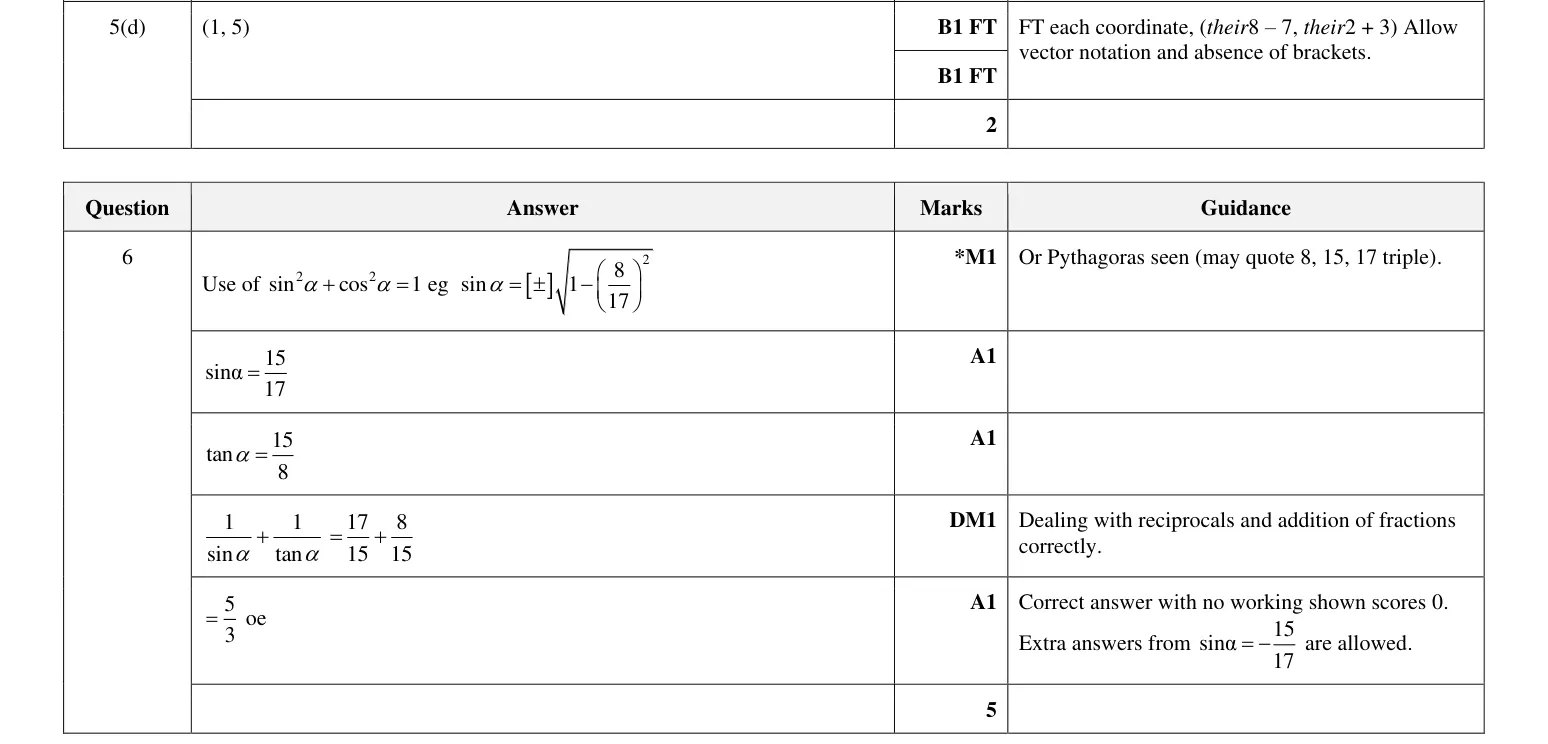 5(d) (1, 5) B1 FT FT each coordinate, (their8 – 7, their2 + 3) Allow
vector notation and absence of brackets.
B1 FT
2
Question Answer Marks Guidance
6 Use of sin²α + cos²α = 1 eg sin α = [±]√(1 − (8/17)²) *M1 Or Pythagoras seen (may quote 8, 15, 17 triple).
sinα = 15/17 A1
tan α = 15/8 A1
1/sin α + 1/tan α = 17/15 + 8/15 DM1 Dealing with reciprocals and addition of fractions
correctly.
= 5/3 oe A1 Correct answer with no working shown scores 0.
Extra answers from sinα = −15/17 are allowed.
5